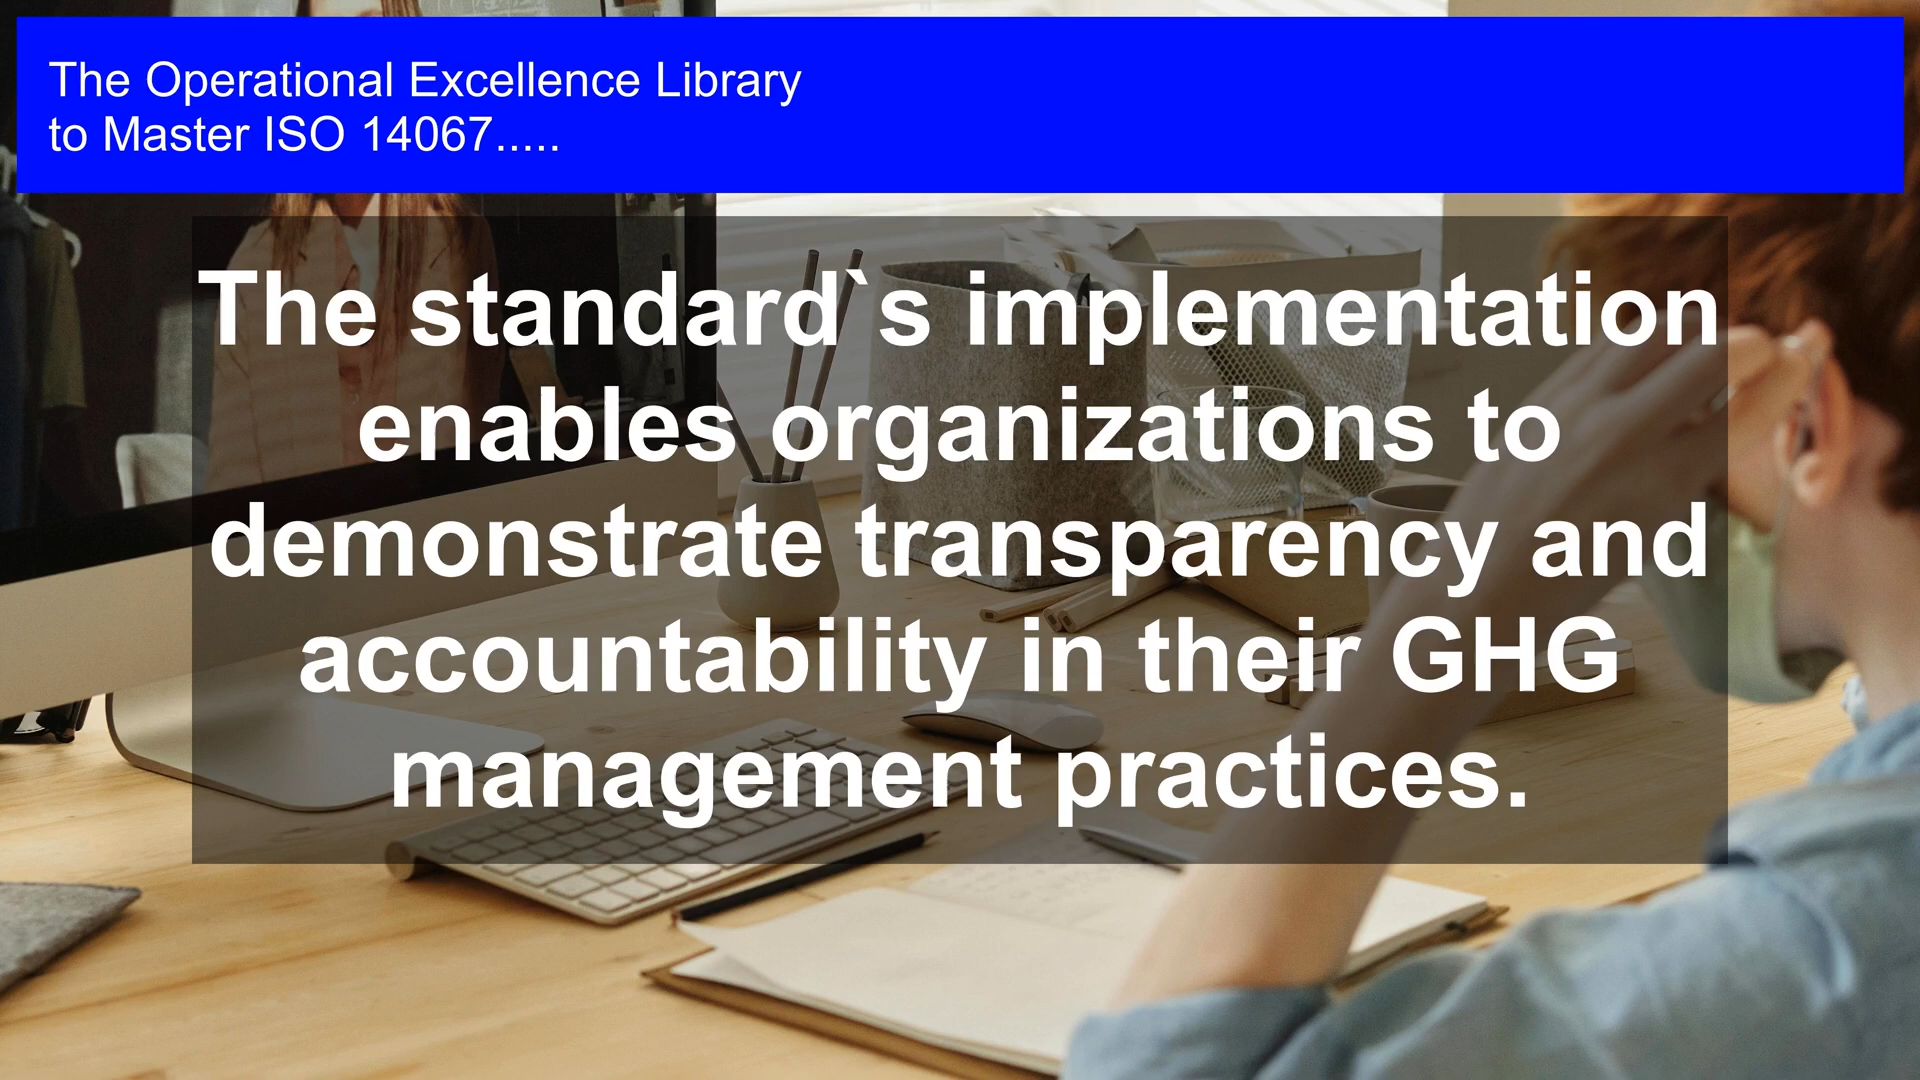 The Operational Excellence Library
to Master ISO 14067.....
The standard`s implementation
enables organizations to
demonstrate transparency and
accountability in their GHG
management practices.